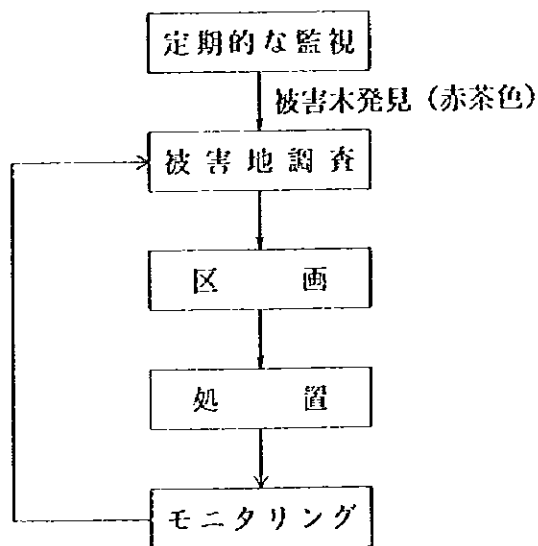 定期的な監視
被害木発見（赤茶色）
被害地調査
区画
処置
モニタリング